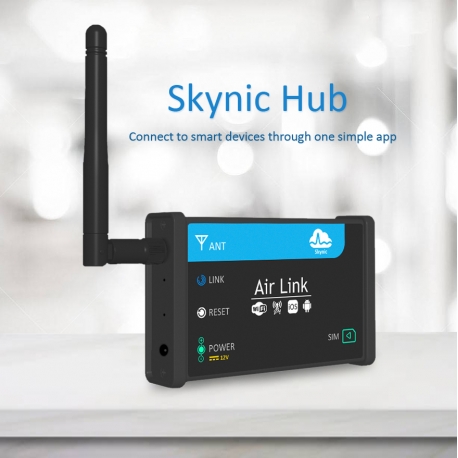 Skynic Hub
Connect to smart devices through one simple app
ANT
Skynic
LINK
Air Link
RESET
WiFi
iOS
SIM
POWER
12V